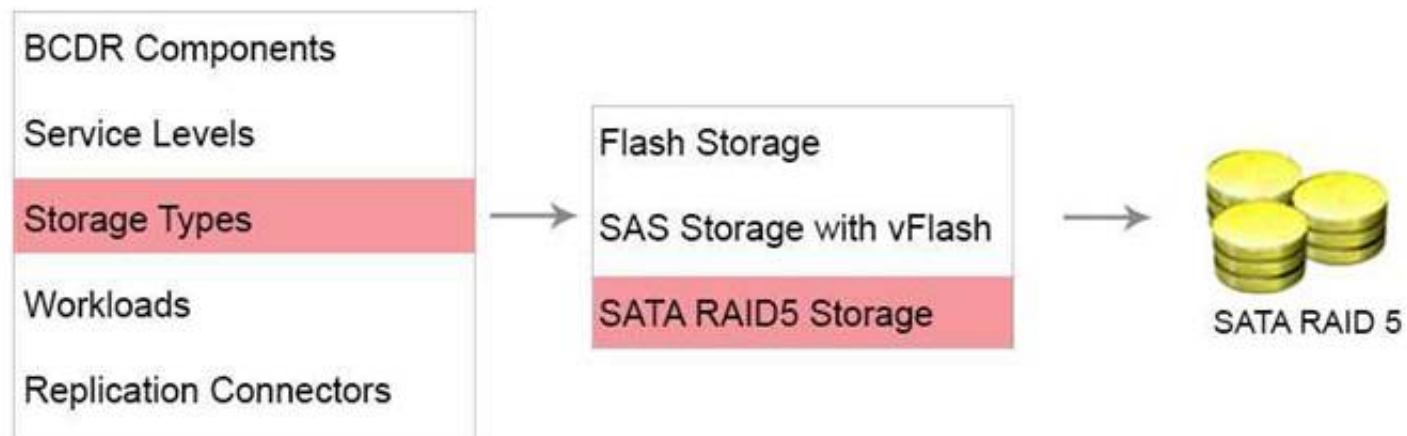 BCDR Components
Service Levels
Storage Types
Workloads
Replication Connectors
Flash Storage
SAS Storage with vFlash
SATA RAID5 Storage
SATA RAID 5